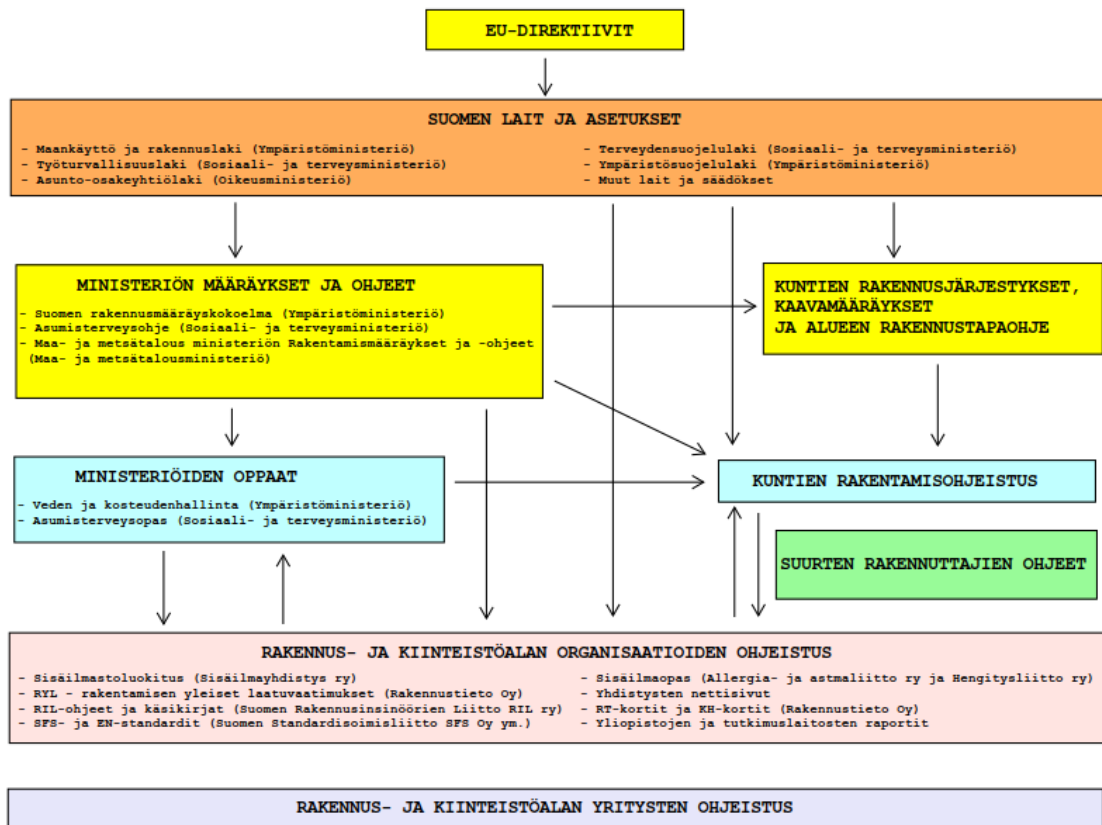 EU-DIREKTIIVIT
SUOMEN LAIT JA ASETUKSET
- Maankäyttö ja rakennuslaki (Ympäristöministeriö)
- Työturvallisuuslaki (Sosiaali- ja terveysministeriö)
- Asunto-osakeyhtiölaki (Oikeusministeriö)
- Terveydensuojelulaki (Sosiaali- ja terveysministeriö)
- Ympäristösuojelulaki (Ympäristöministeriö)
- Muut lait ja säädökset
MINISTERIÖN MÄÄRÄYKSET JA OHJEET
- Suomen rakennusmääräyskokoelma (Ympäristöministeriö)
- Asumisterveysohje (Sosiaali- ja terveysministeriö)
- Maa- ja metsätalous ministeriön Rakentamismääräykset ja -ohjeet
(Maa- ja metsätalousministeriö)
KUNTIEN RAKENNUSJÄRJESTYKSET,
KAAVAMÄÄRÄYKSET
JA ALUEEN RAKENNUSTAPAOHJE
MINISTERIÖIDEN OPPAAT
- Veden ja kosteudenhallinta (Ympäristöministeriö)
- Asumisterveysopas (Sosiaali- ja terveysministeriö)
KUNTIEN RAKENTAMISOHJEISTUS
SUURTEN RAKENNUTTAJIEN OHJEET
RAKENNUS- JA KIINTEISTÖALAN ORGANISAATIOIDEN OHJEISTUS
- Sisäilmastoluokitus (Sisäilmayhdistys ry)
- RYL - rakentamisen yleiset laatuvaatimukset (Rakennustieto Oy)
- RIL-ohjeet ja käsikirjat (Suomen Rakennusinsinöörien Liitto RIL ry)
- SFS- ja EN-standardit (Suomen Standardisoimisliitto SFS Oy ym.)
- Sisäilmaopas (Allergia- ja astmaliitto ry ja Hengitysliitto ry)
- Yhdistysten nettisivut
- RT-kortit ja KH-kortit (Rakennustieto Oy)
- Yliopistojen ja tutkimuslaitosten raportit
RAKENNUS- JA KIINTEISTÖALAN YRITYSTEN OHJEISTUS